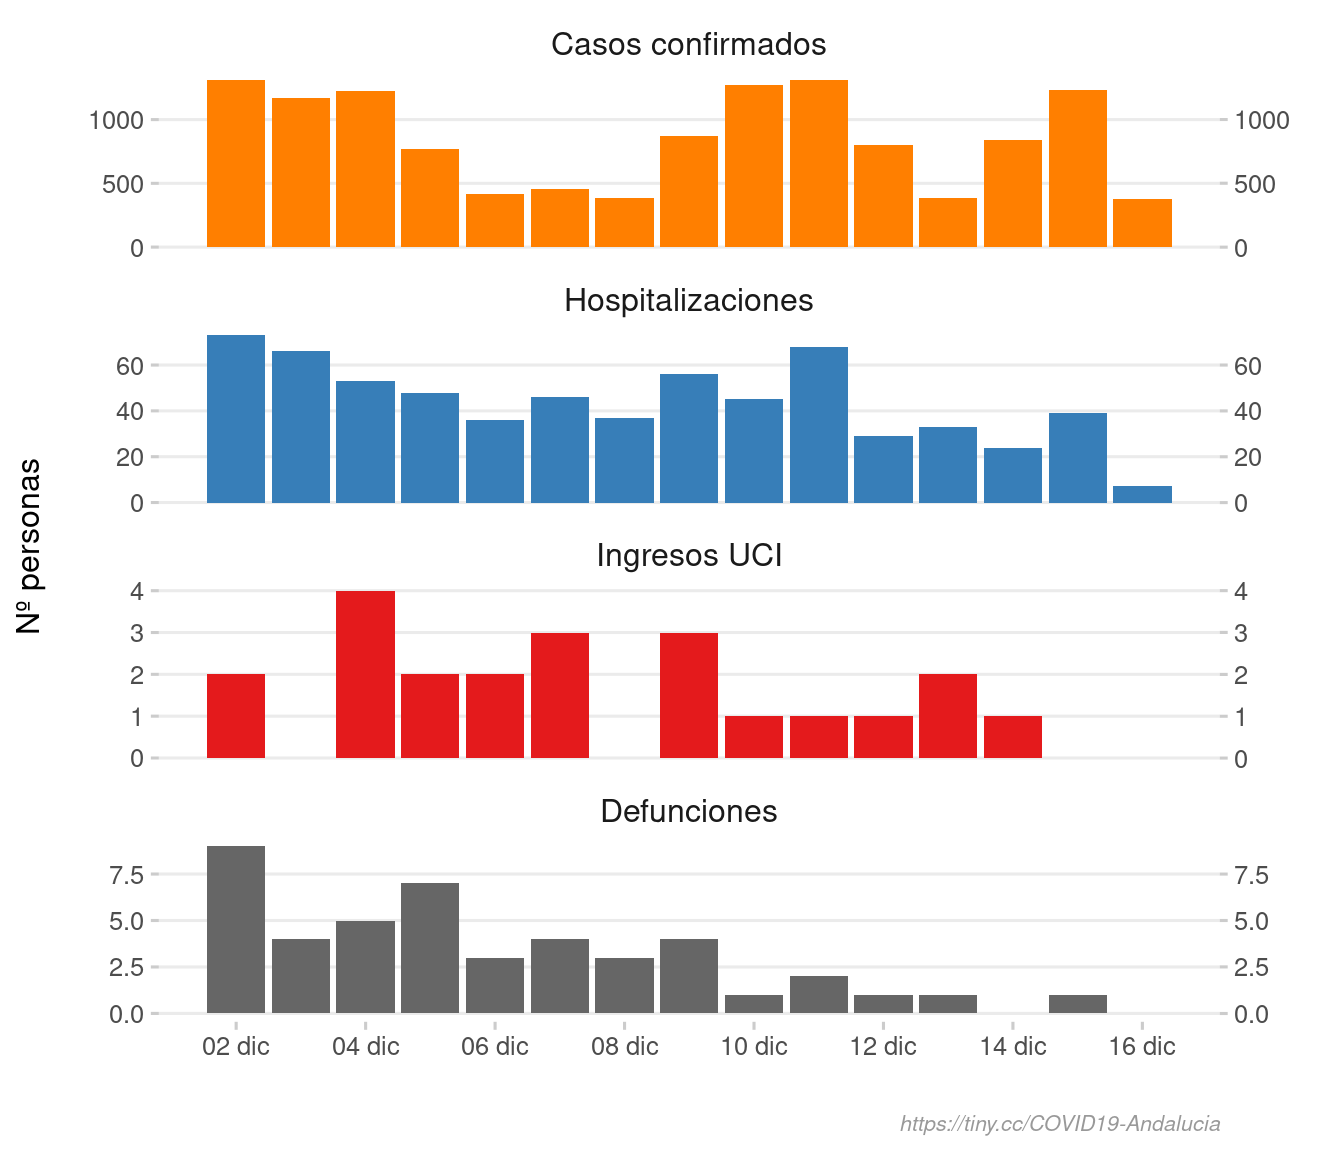 Casos confirmados
1000 1000
500 500
0 0
Hospitalizaciones
60 60
40 40
20 20
0 0
Nº personas
Ingresos UCI
4 4
3 3
2 2
1 1
0 0
Defunciones
7.5 7.5
5.0 5.0
2.5 2.5
0.0 0.0
02 dic 04 dic 06 dic 08 dic 10 dic 12 dic 14 dic 16 dic
https://tiny.cc/COVID19-Andalucia